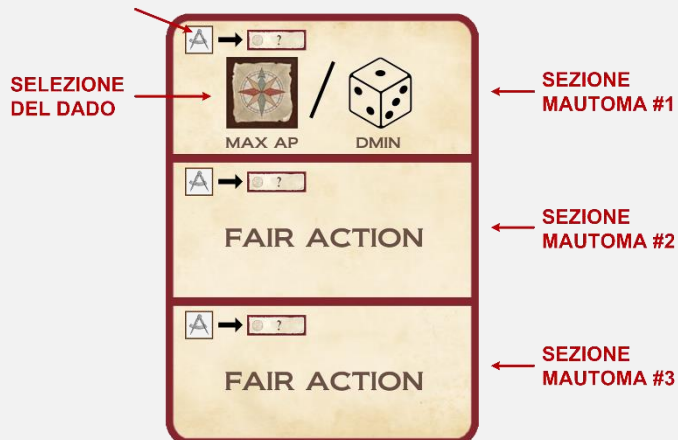 ?
SELEZIONE
DEL DADO
MAX AP
DMIN
SEZIONE
MAUTOMA #1
?
FAIR ACTION
SEZIONE
MAUTOMA #2
?
FAIR ACTION
SEZIONE
MAUTOMA #3